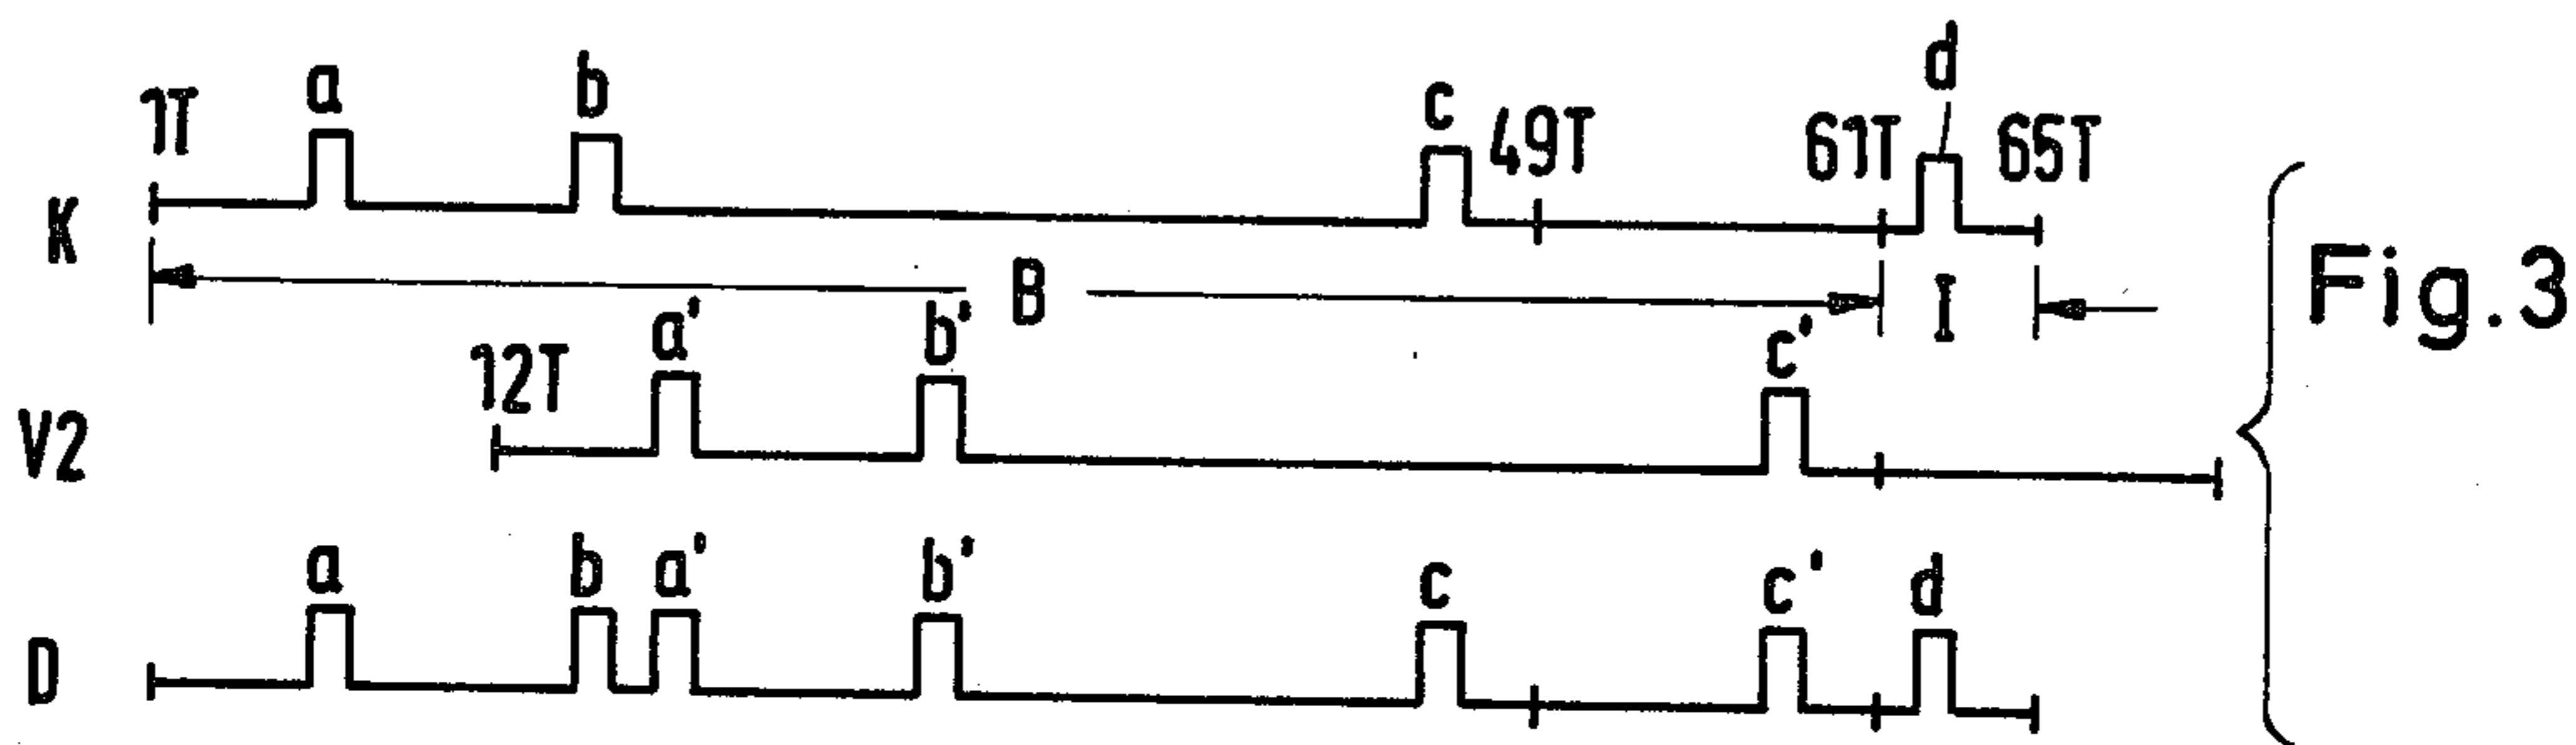 1T a b c 49T 61T d 65T
K
B I
12T a' b' c'
V2
a b a' b' c c' d
D
Fig.3